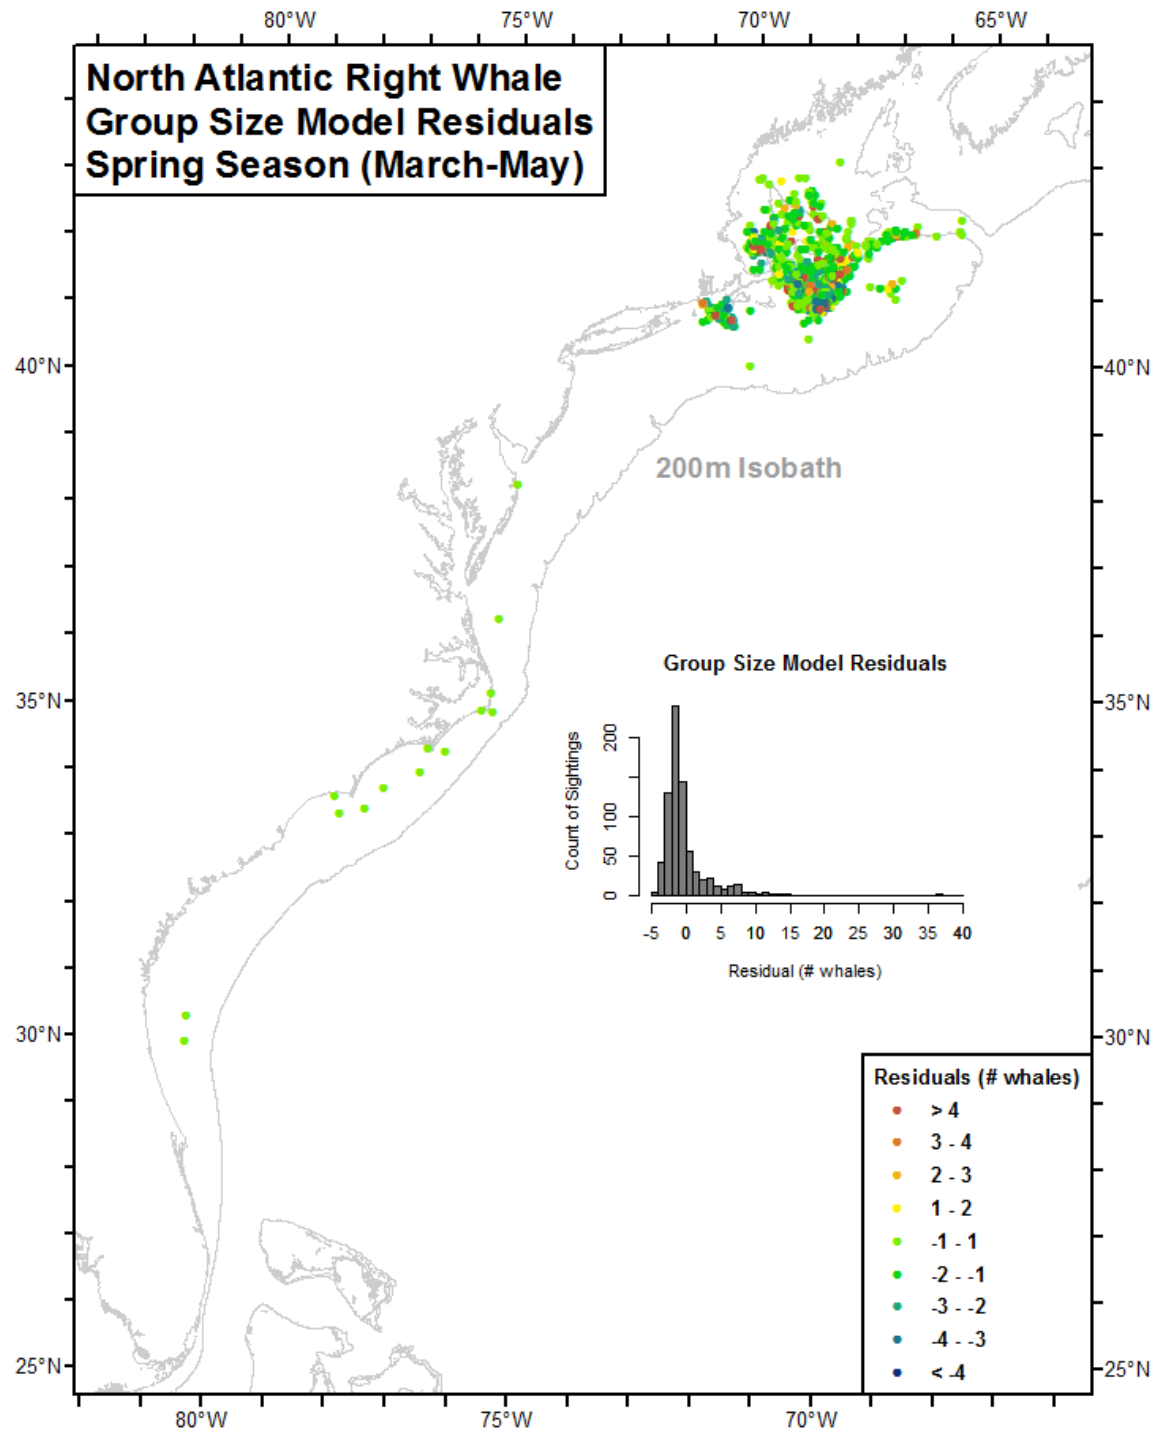 80°W 75°W 70°W 65°W
North Atlantic Right Whale
Group Size Model Residuals
Spring Season (March-May)
40°N 40°N
200m Isobath
Group Size Model Residuals
35°N 35°N
Count of Sightings
200
100
50
0
-5 0 5 10 15 20 25 30 35 40
Residual (# whales)
30°N 30°N
Residuals (# whales)
> 4
3 - 4
2 - 3
1 - 2
-1 - 1
-2 - -1
-3 - -2
-4 - -3
< -4
25°N 25°N
80°W 75°W 70°W